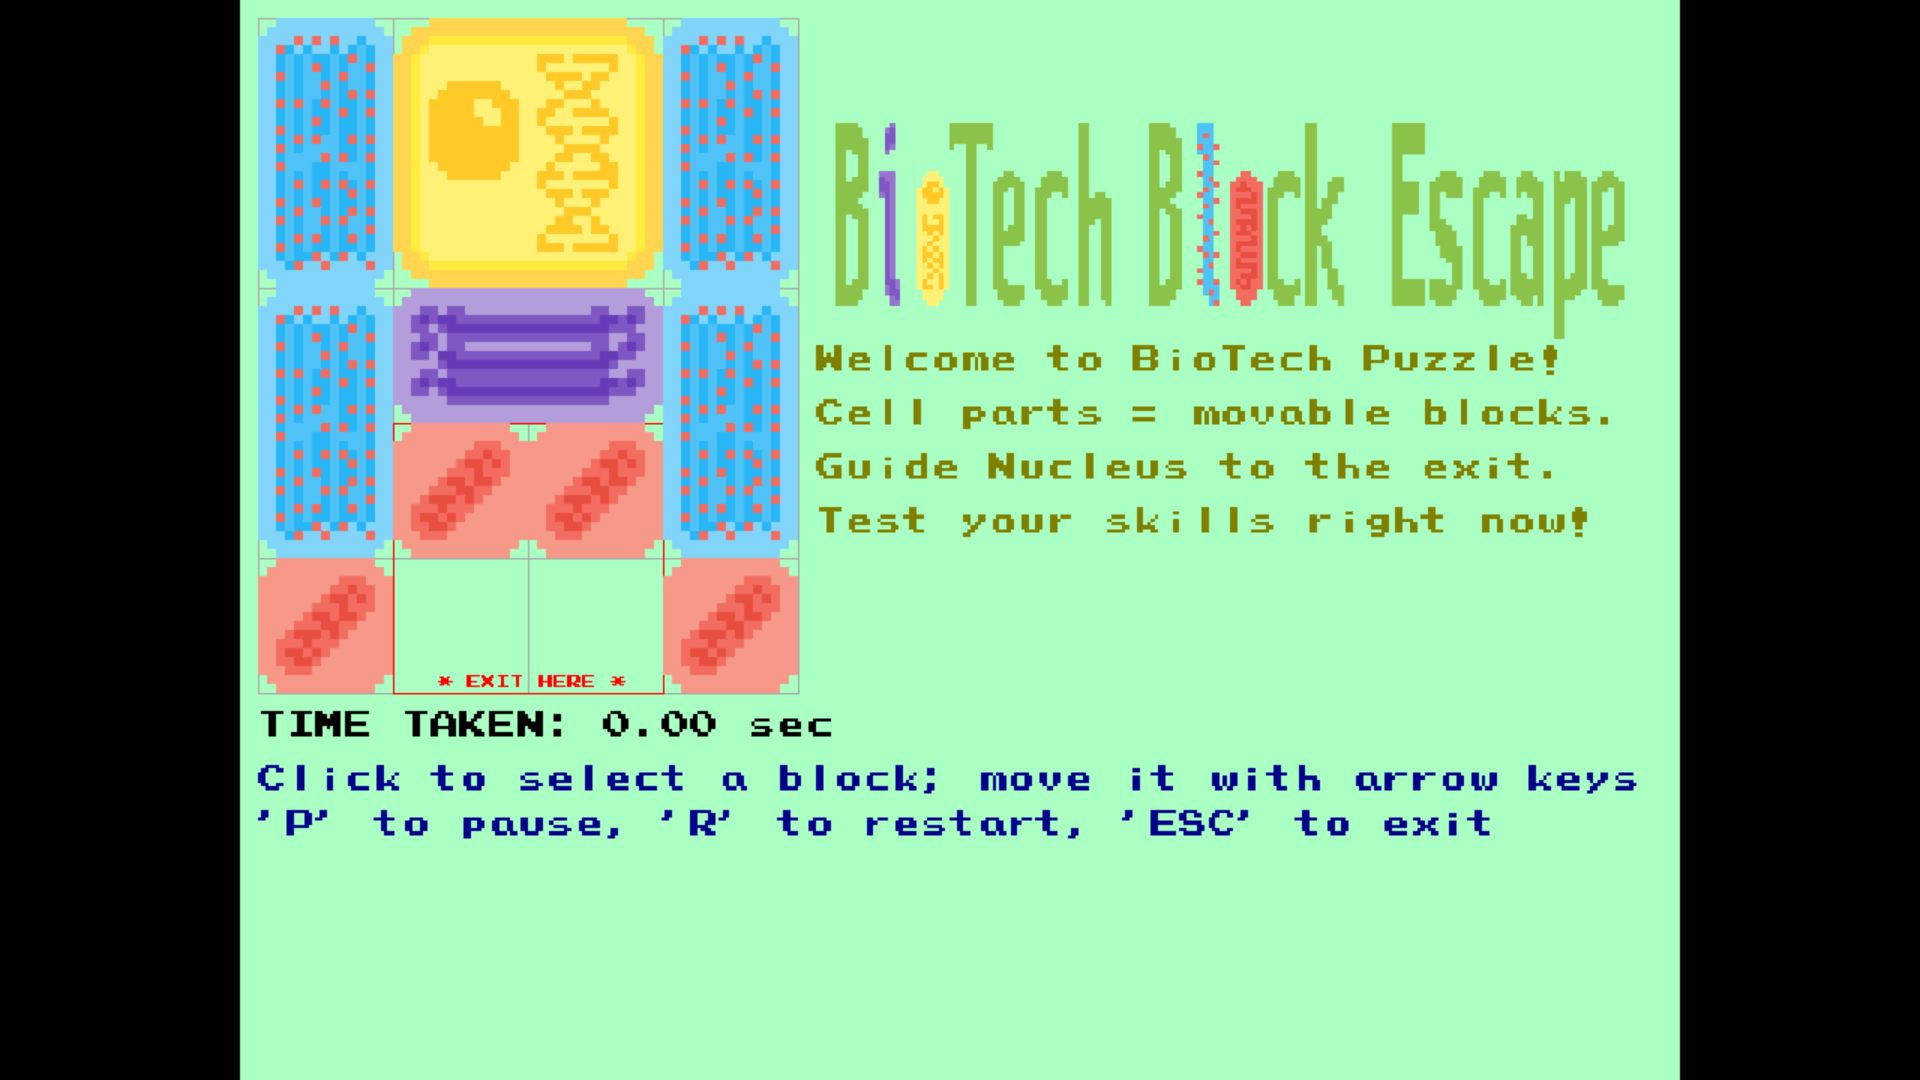 BioTech Block Escape
Welcome to BioTech Puzzle!
Cell parts = movable blocks.
Guide Nucleus to the exit.
Test your skills right now!
* EXIT HERE *
TIME TAKEN: 0.00 sec
Click to select a block; move it with arrow keys
'P' to pause, 'R' to restart, 'ESC' to exit